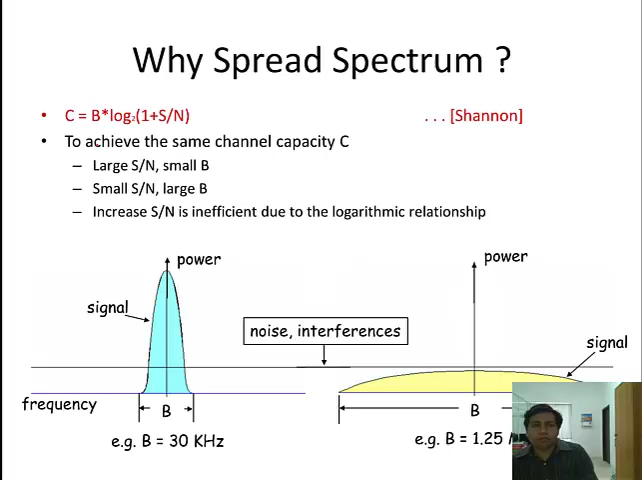 Why Spread Spectrum ?
• C = B*log₂(1+S/N) . . . [Shannon]
• To achieve the same channel capacity C
– Large S/N, small B
– Small S/N, large B
– Increase S/N is inefficient due to the logarithmic relationship
power
power
signal
noise, interferences
signal
frequency
B
B
e.g. B = 30 KHz
e.g. B = 1.25